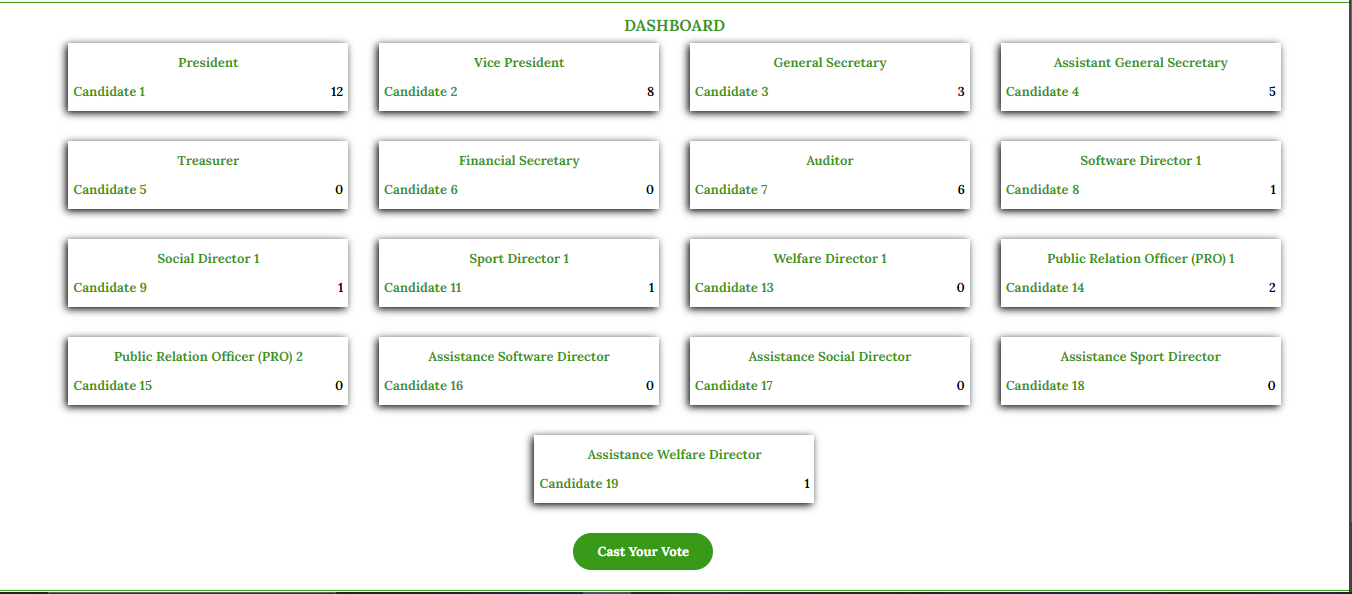 DASHBOARD
President
Candidate 1 12
Vice President
Candidate 2 8
General Secretary
Candidate 3 3
Assistant General Secretary
Candidate 4 5
Treasurer
Candidate 5 0
Financial Secretary
Candidate 6 0
Auditor
Candidate 7 6
Software Director 1
Candidate 8 1
Social Director 1
Candidate 9 1
Sport Director 1
Candidate 11 1
Welfare Director 1
Candidate 13 0
Public Relation Officer (PRO) 1
Candidate 14 2
Public Relation Officer (PRO) 2
Candidate 15 0
Assistance Software Director
Candidate 16 0
Assistance Social Director
Candidate 17 0
Assistance Sport Director
Candidate 18 0
Assistance Welfare Director
Candidate 19 1
Cast Your Vote